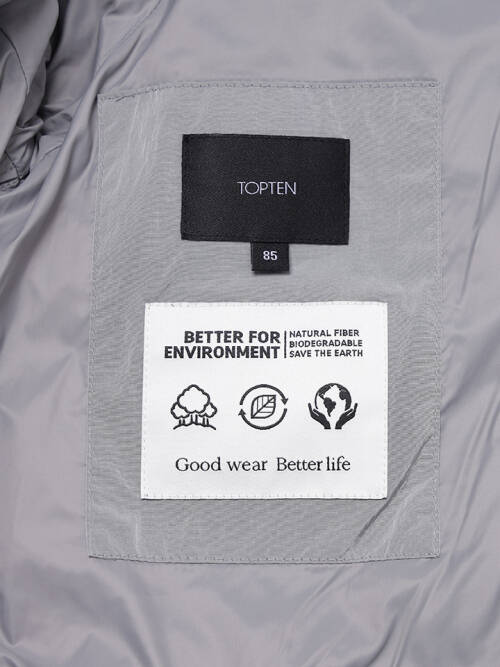 TOPTEN
85
BETTER FOR
ENVIRONMENT
NATURAL FIBER
BIODEGRADABLE
SAVE THE EARTH
Good wear Better life